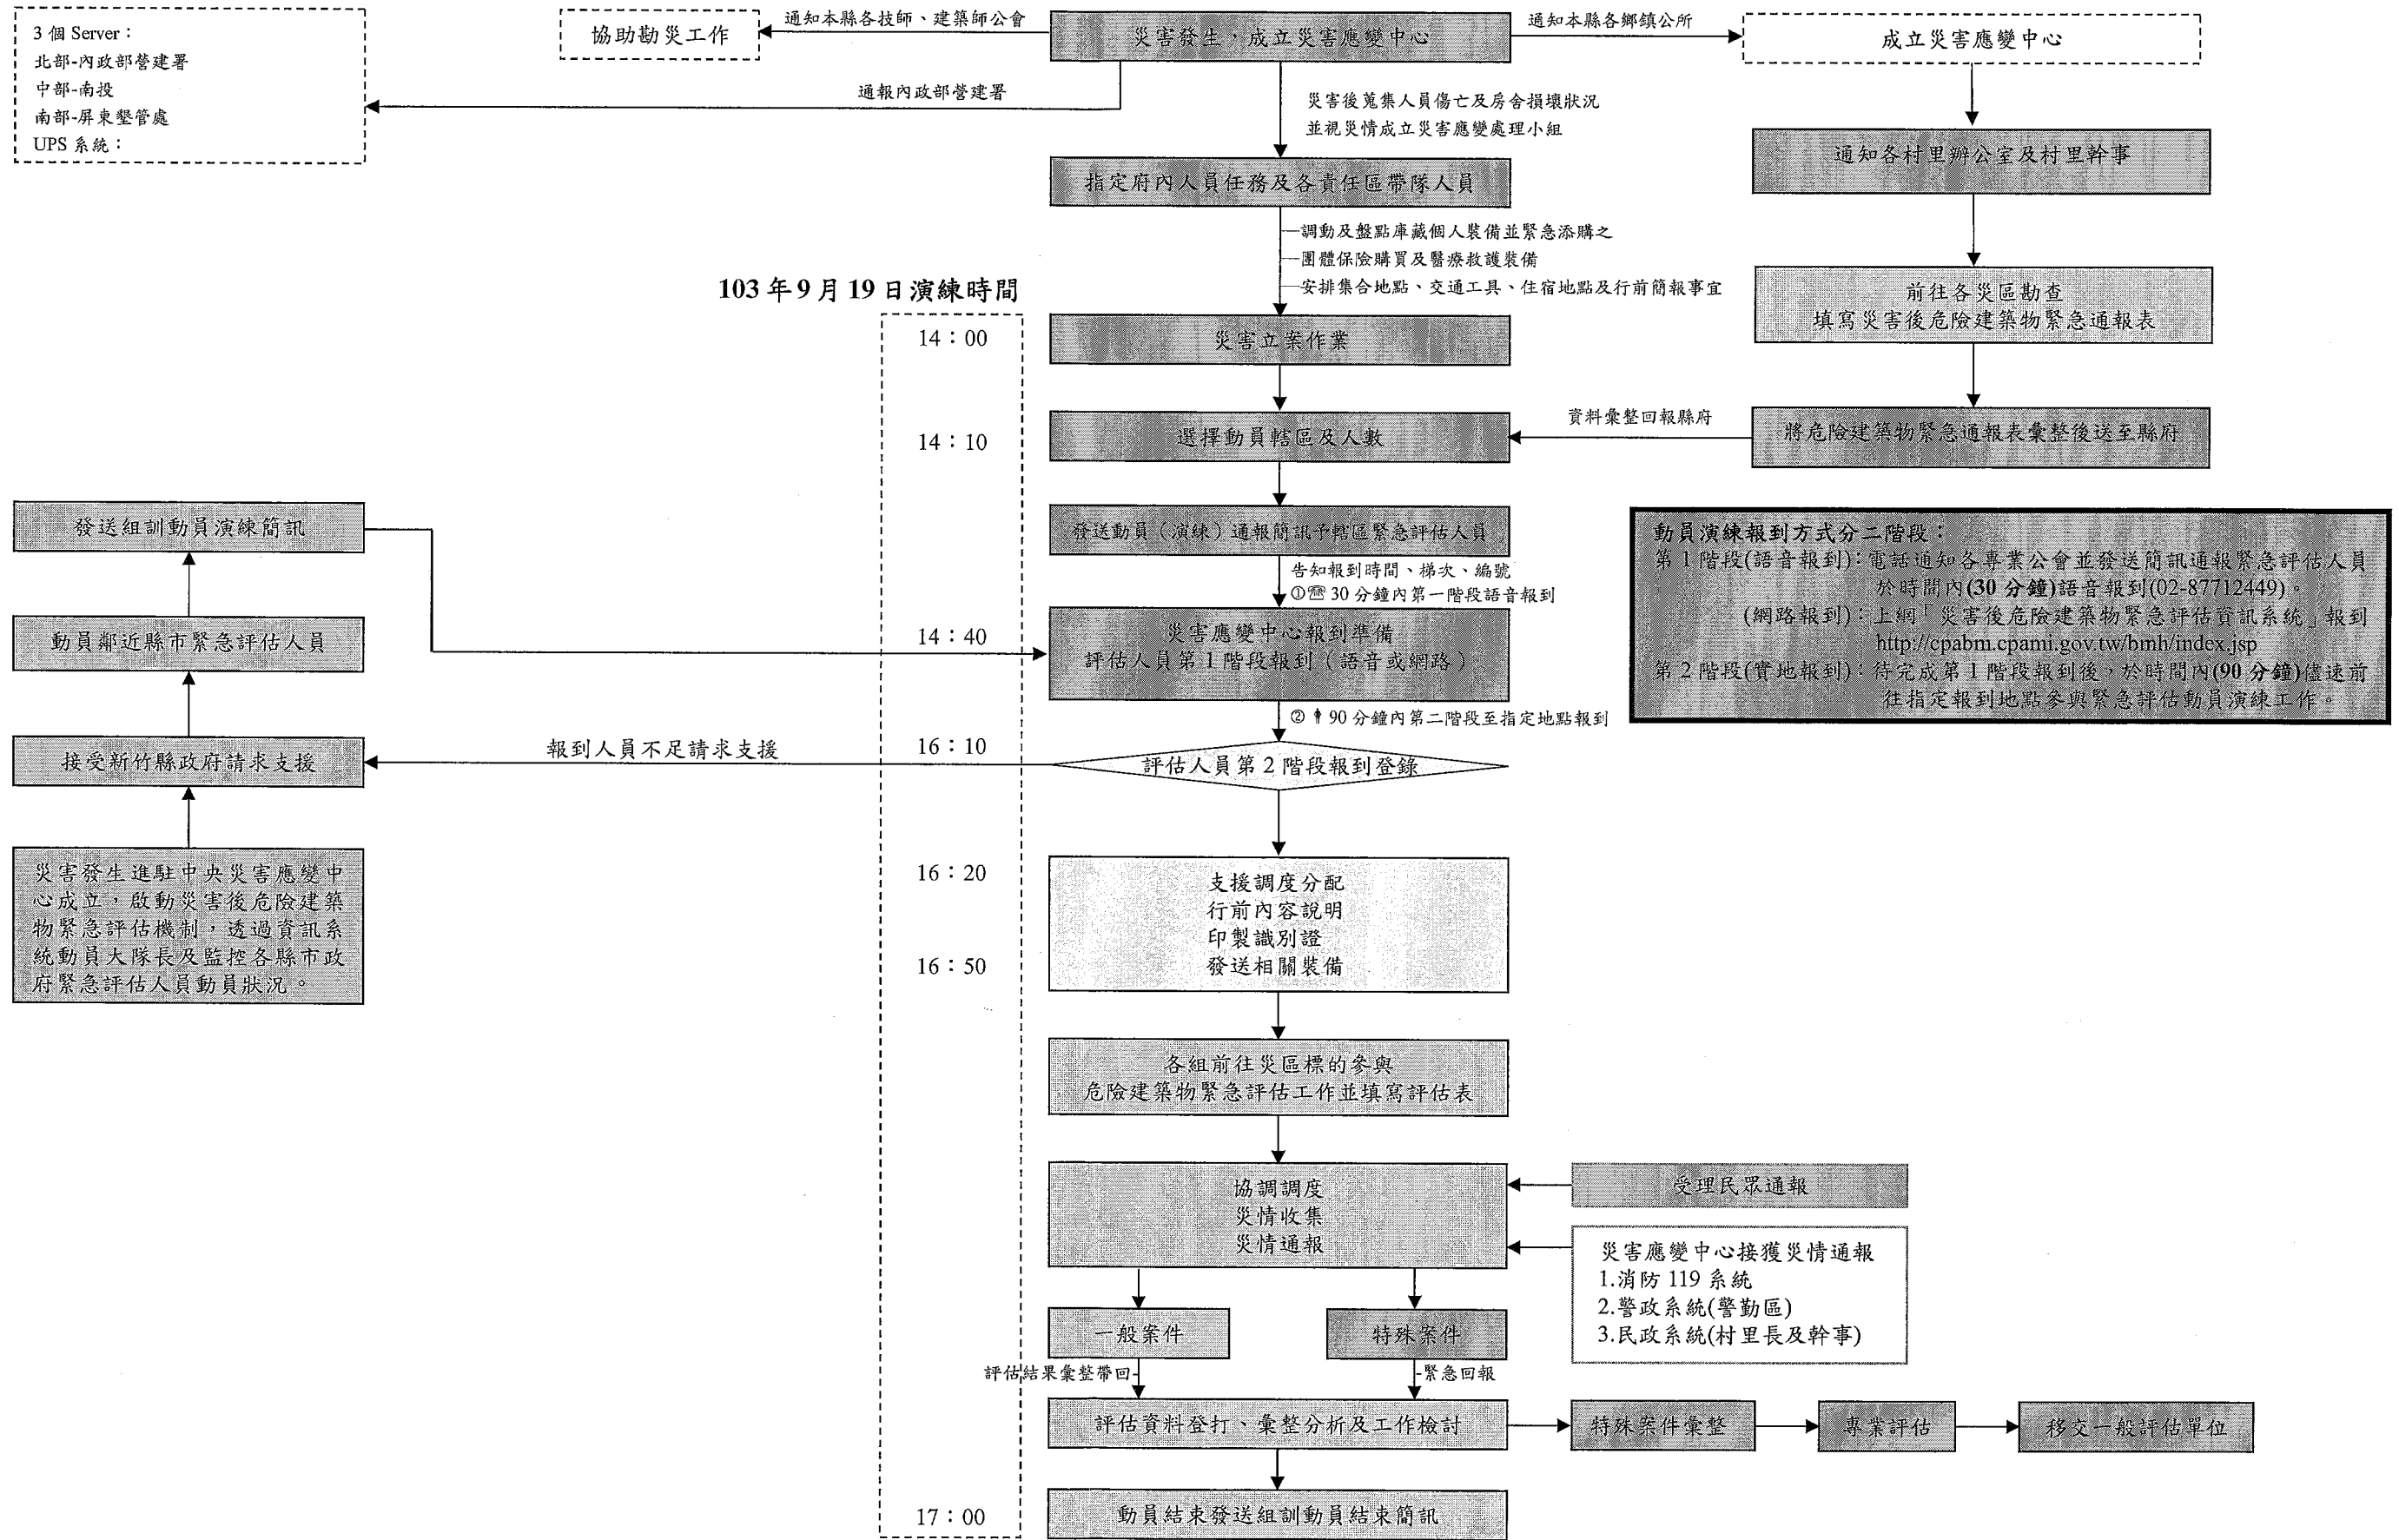 3 個 Server：
北部-內政部營建署
中部-南投
南部-屏東墾管處
UPS 系統：
協助勘災工作
通知本縣各技師、建築師公會
災害發生，成立災害應變中心
通知本縣各鄉鎮公所
成立災害應變中心
通報內政部營建署
災害後蒐集人員傷亡及房舍損壞狀況
並視災情成立災害應變處理小組
通知各村里辦公室及村里幹事
指定府內人員任務及各責任區帶隊人員
調動及盤點庫藏個人裝備並緊急添購之
團體保險購買及醫療救護裝備
安排集合地點、交通工具、住宿地點及行前簡報事宜
前往各災區勘查
填寫災害後危險建築物緊急通報表
103 年 9 月 19 日演練時間
14：00
災害立案作業
14：10
選擇動員轄區及人數
資料彙整回報縣府
將危險建築物緊急通報表彙整後送至縣府
發送組訓動員演練簡訊
發送動員（演練）通報簡訊予轄區緊急評估人員
告知報到時間、梯次、編號
①☏ 30 分鐘內第一階段語音報到
動員演練報到方式分二階段：
第 1 階段(語音報到)：電話通知各專業公會並發送簡訊通報緊急評估人員
於時間內(30 分鐘)語音報到(02-87712449)。
(網路報到)：上網「災害後危險建築物緊急評估資訊系統」報到
http://cpabm.cpami.gov.tw/bmh/index.jsp
第 2 階段(實地報到)：待完成第 1 階段報到後，於時間內(90 分鐘)儘速前
往指定報到地點參與緊急評估動員演練工作。
動員鄰近縣市緊急評估人員
14：40
災害應變中心報到準備
評估人員第 1 階段報到（語音或網路）
② 90 分鐘內第二階段至指定地點報到
接受新竹縣政府請求支援
報到人員不足請求支援
16：10
評估人員第 2 階段報到登錄
災害發生進駐中央災害應變中
心成立，啟動災害後危險建築
物緊急評估機制，透過資訊系
統動員大隊長及監控各縣市政
府緊急評估人員動員狀況。
16：20
支援調度分配
行前內容說明
印製識別證
發送相關裝備
16：50
各組前往災區標的參與
危險建築物緊急評估工作並填寫評估表
協調調度
災情收集
災情通報
受理民眾通報
災害應變中心接獲災情通報
1.消防 119 系統
2.警政系統(警勤區)
3.民政系統(村里長及幹事)
一般案件
特殊案件
評估結果彙整帶回
緊急回報
評估資料登打、彙整分析及工作檢討
特殊案件彙整
專業評估
移交一般評估單位
17：00
動員結束發送組訓動員結束簡訊